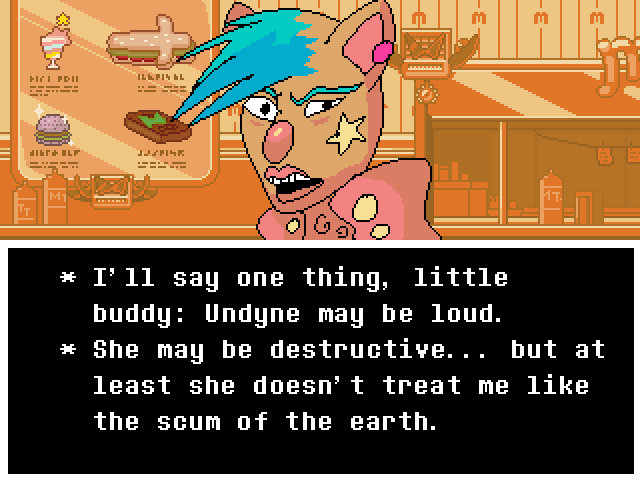 * I'll say one thing, little
buddy: Undyne may be loud.
* She may be destructive... but at
least she doesn't treat me like
the scum of the earth.